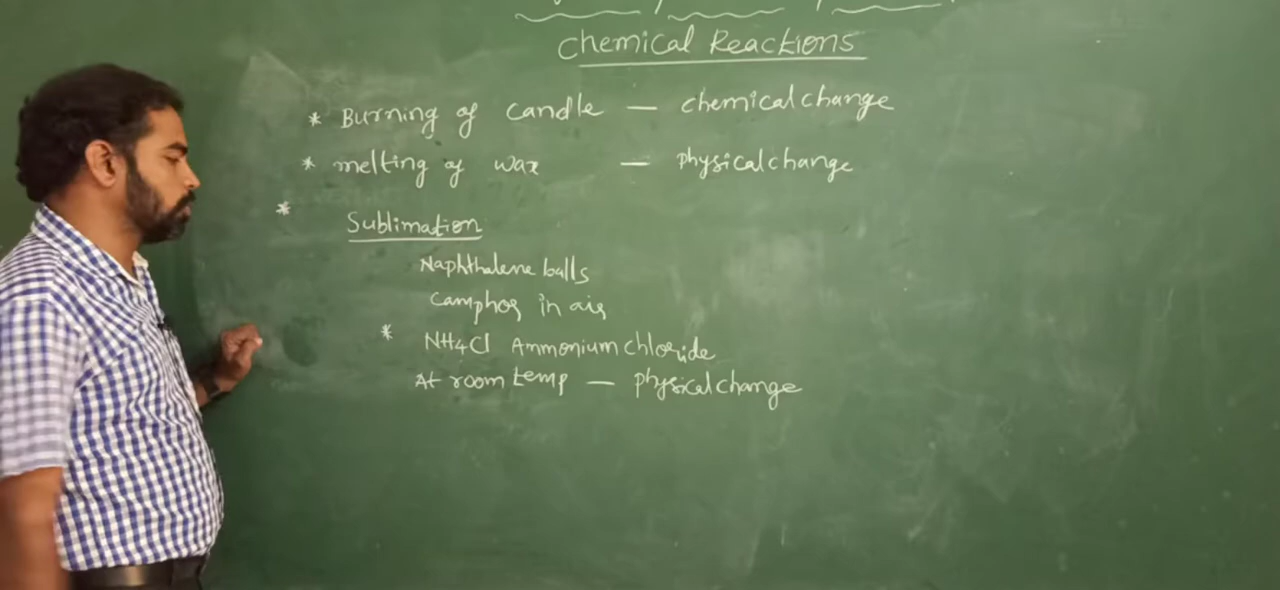 Chemical Reactions
* Burning of candle — chemical change
* melting of wax — physical change
*
Sublimation
Naphthalene balls
Camphor in air
* NH4Cl Ammonium chloride
At room temp — physical change